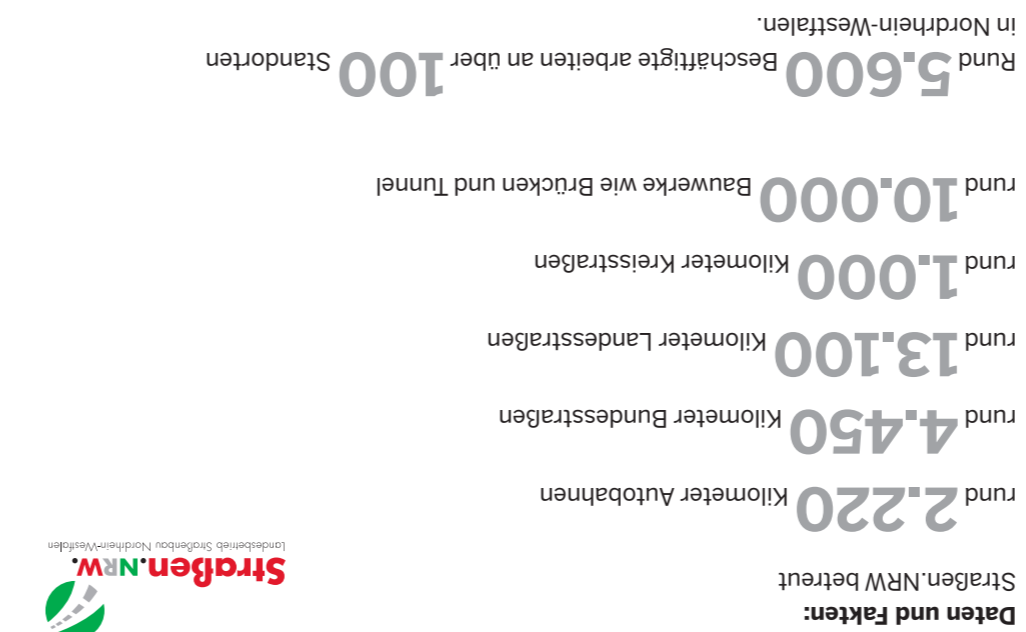 Daten und Fakten:
Straßen.NRW betreut
rund 2.220 Kilometer Autobahnen
rund 4.450 Kilometer Bundesstraßen
rund 13.100 Kilometer Landesstraßen
rund 1.000 Kilometer Kreisstraßen
rund 10.000 Bauwerke wie Brücken und Tunnel
Rund 5.600 Beschäftigte arbeiten an über 100 Standorten
in Nordrhein-Westfalen.
Straßen.NRW.
Landesbetrieb Straßenbau Nordrhein-Westfalen